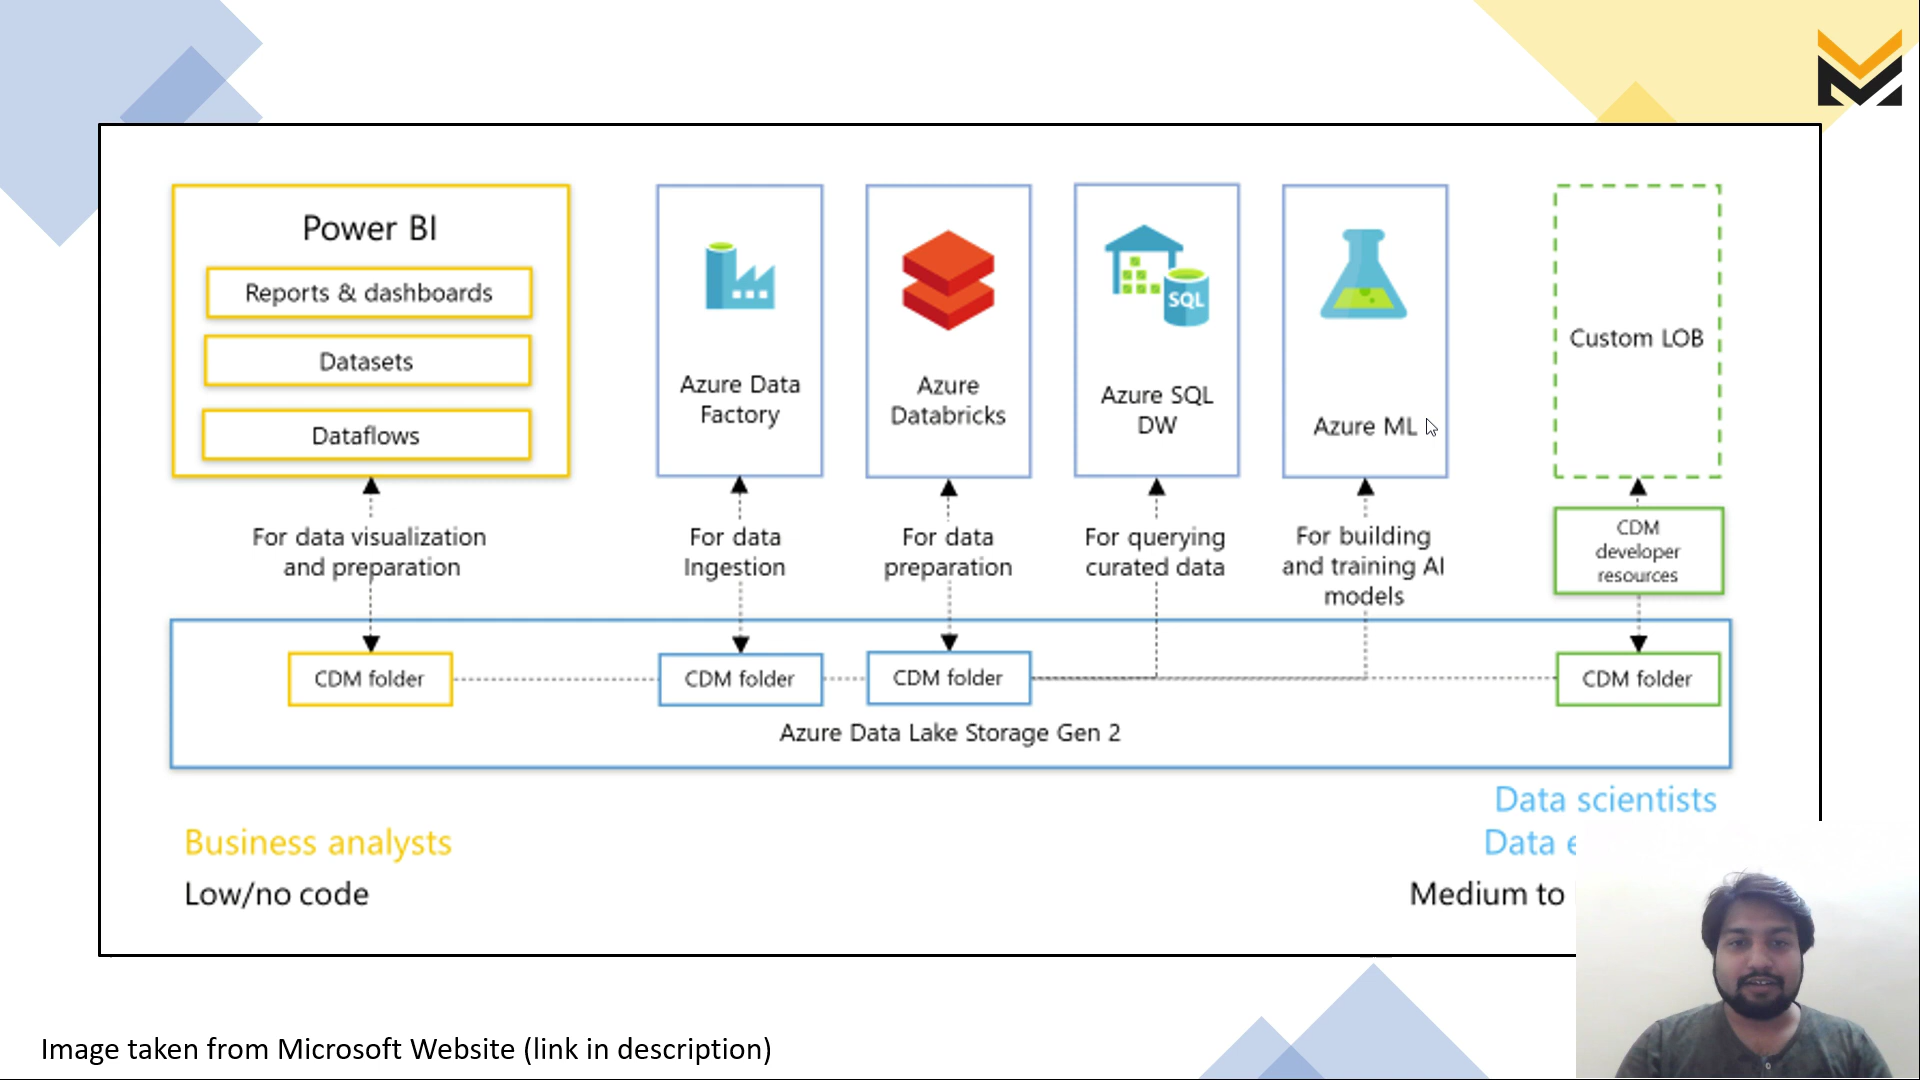 Power BI
Reports & dashboards
Datasets
Dataflows
Azure Data
Factory
Azure
Databricks
SQL
Azure SQL
DW
Azure ML
Custom LOB
For data visualization
and preparation
For data
Ingestion
For data
preparation
For querying
curated data
For building
and training AI
models
CDM
developer
resources
CDM folder
CDM folder
CDM folder
CDM folder
Azure Data Lake Storage Gen 2
Business analysts
Low/no code
Data scientists
Data
Medium to
Image taken from Microsoft Website (link in description)